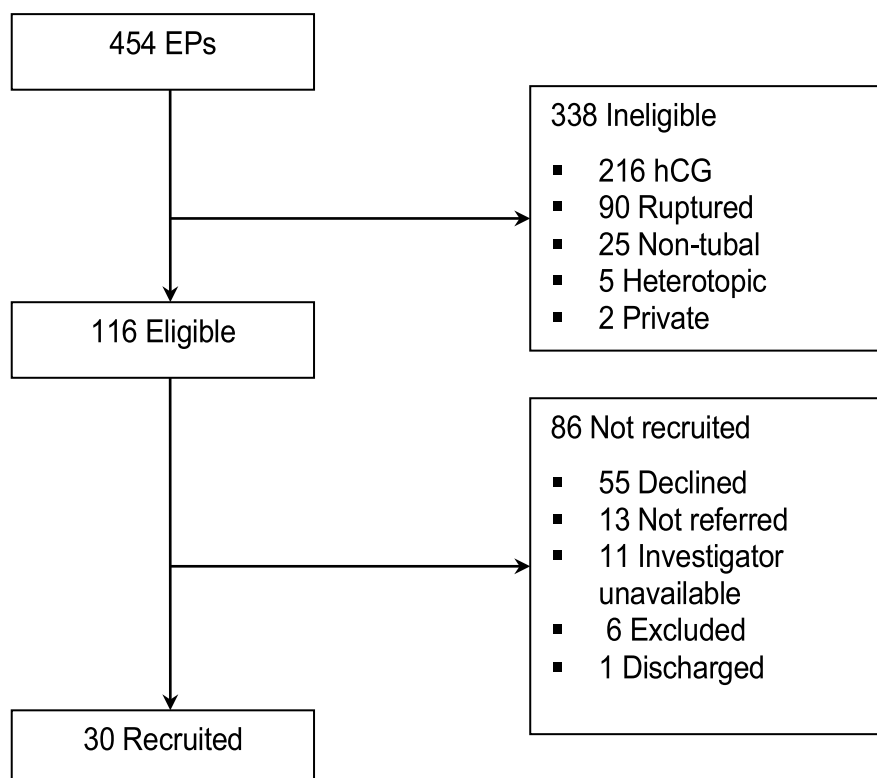 454 EPs
338 Ineligible
▪ 216 hCG
▪ 90 Ruptured
▪ 25 Non-tubal
▪ 5 Heterotopic
▪ 2 Private
116 Eligible
86 Not recruited
▪ 55 Declined
▪ 13 Not referred
▪ 11 Investigator
unavailable
▪ 6 Excluded
▪ 1 Discharged
30 Recruited